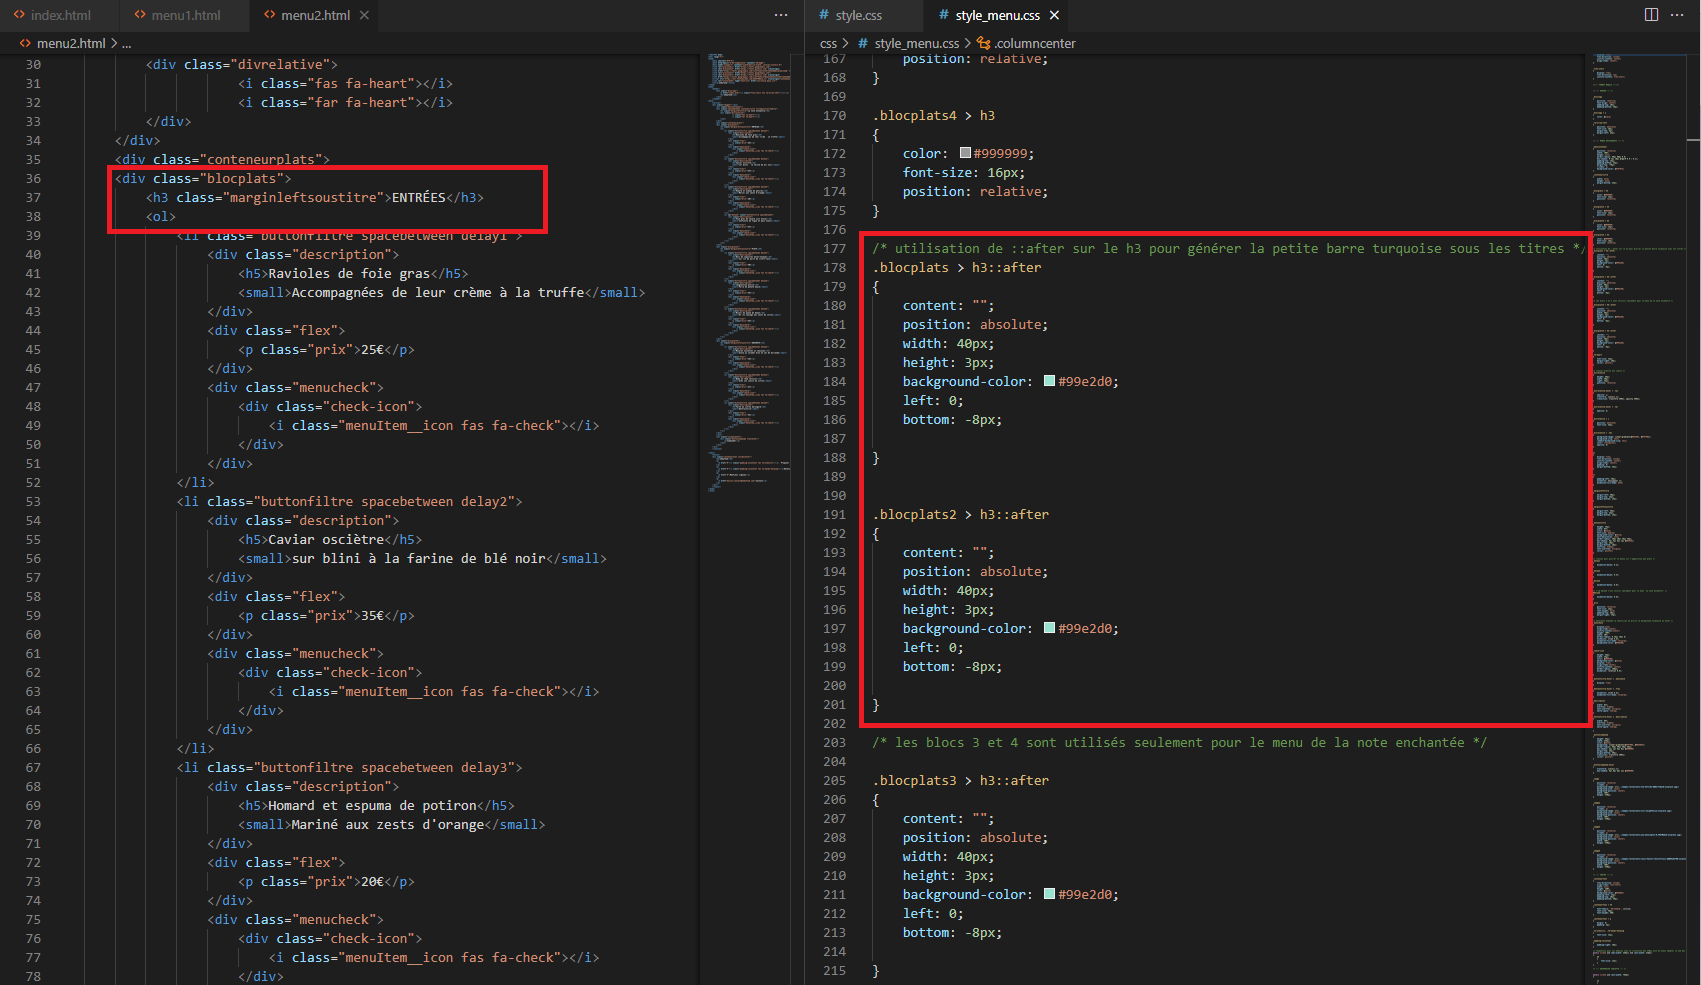 index.html
menu1.html
menu2.html
menu2.html > ...
30 <div class="divrelative">
31 <i class="fas fa-heart"></i>
32 <i class="far fa-heart"></i>
33 </div>
34 </div>
35 <div class="conteneurplats">
36 <div class="blocplats">
37 <h3 class="marginleftsoustitre">ENTRÉES</h3>
38 <ol>
39 <li class="buttonfiltre spacebetween delay1">
40 <div class="description">
41 <h5>Ravioles de foie gras</h5>
42 <small>Accompagnées de leur crème à la truffe</small>
43 </div>
44 <div class="flex">
45 <p class="prix">25€</p>
46 </div>
47 <div class="menucheck">
48 <div class="check-icon">
49 <i class="menuItem__icon fas fa-check"></i>
50 </div>
51 </div>
52 </li>
53 <li class="buttonfiltre spacebetween delay2">
54 <div class="description">
55 <h5>Caviar osciètre</h5>
56 <small>sur blini à la farine de blé noir</small>
57 </div>
58 <div class="flex">
59 <p class="prix">35€</p>
60 </div>
61 <div class="menucheck">
62 <div class="check-icon">
63 <i class="menuItem__icon fas fa-check"></i>
64 </div>
65 </div>
66 </li>
67 <li class="buttonfiltre spacebetween delay3">
68 <div class="description">
69 <h5>Homard et espuma de potiron</h5>
70 <small>Mariné aux zests d'orange</small>
71 </div>
72 <div class="flex">
73 <p class="prix">20€</p>
74 </div>
75 <div class="menucheck">
76 <div class="check-icon">
77 <i class="menuItem__icon fas fa-check"></i>
78 </div>
style.css
style_menu.css
css > style_menu.css > .columncenter
167 position: relative;
168 }
169
170 .blocplats4 > h3
171 {
172 color: #999999;
173 font-size: 16px;
174 position: relative;
175 }
176
177 /* utilisation de ::after sur le h3 pour générer la petite barre turquoise sous les titres */
178 .blocplats > h3::after
179 {
180 content: "";
181 position: absolute;
182 width: 40px;
183 height: 3px;
184 background-color: #99e2d0;
185 left: 0;
186 bottom: -8px;
187
188 }
189
190
191 .blocplats2 > h3::after
192 {
193 content: "";
194 position: absolute;
195 width: 40px;
196 height: 3px;
197 background-color: #99e2d0;
198 left: 0;
199 bottom: -8px;
200
201 }
202
203 /* les blocs 3 et 4 sont utilisés seulement pour le menu de la note enchantée */
204
205 .blocplats3 > h3::after
206 {
207 content: "";
208 position: absolute;
209 width: 40px;
210 height: 3px;
211 background-color: #99e2d0;
212 left: 0;
213 bottom: -8px;
214
215 }